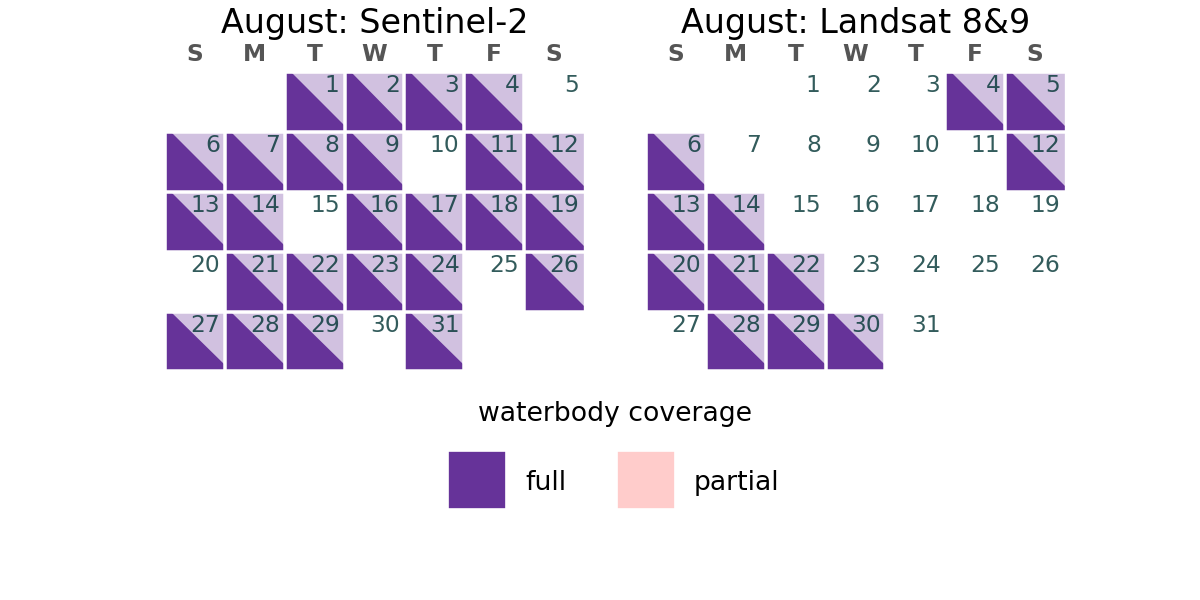 August: Sentinel-2
S M T W T F S
1 2 3 4 5
6 7 8 9 10 11 12
13 14 15 16 17 18 19
20 21 22 23 24 25 26
27 28 29 30 31
August: Landsat 8&9
S M T W T F S
1 2 3 4 5
6 7 8 9 10 11 12
13 14 15 16 17 18 19
20 21 22 23 24 25 26
27 28 29 30 31
waterbody coverage
full partial